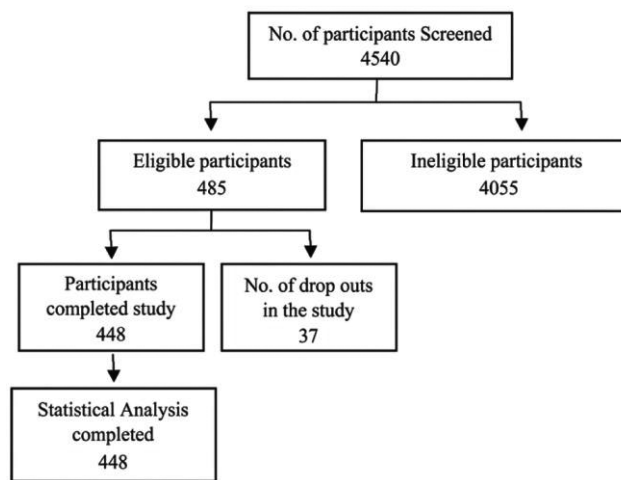 No. of participants Screened
4540
Eligible participants
485
Ineligible participants
4055
Participants
completed study
448
No. of drop outs
in the study
37
Statistical Analysis
completed
448